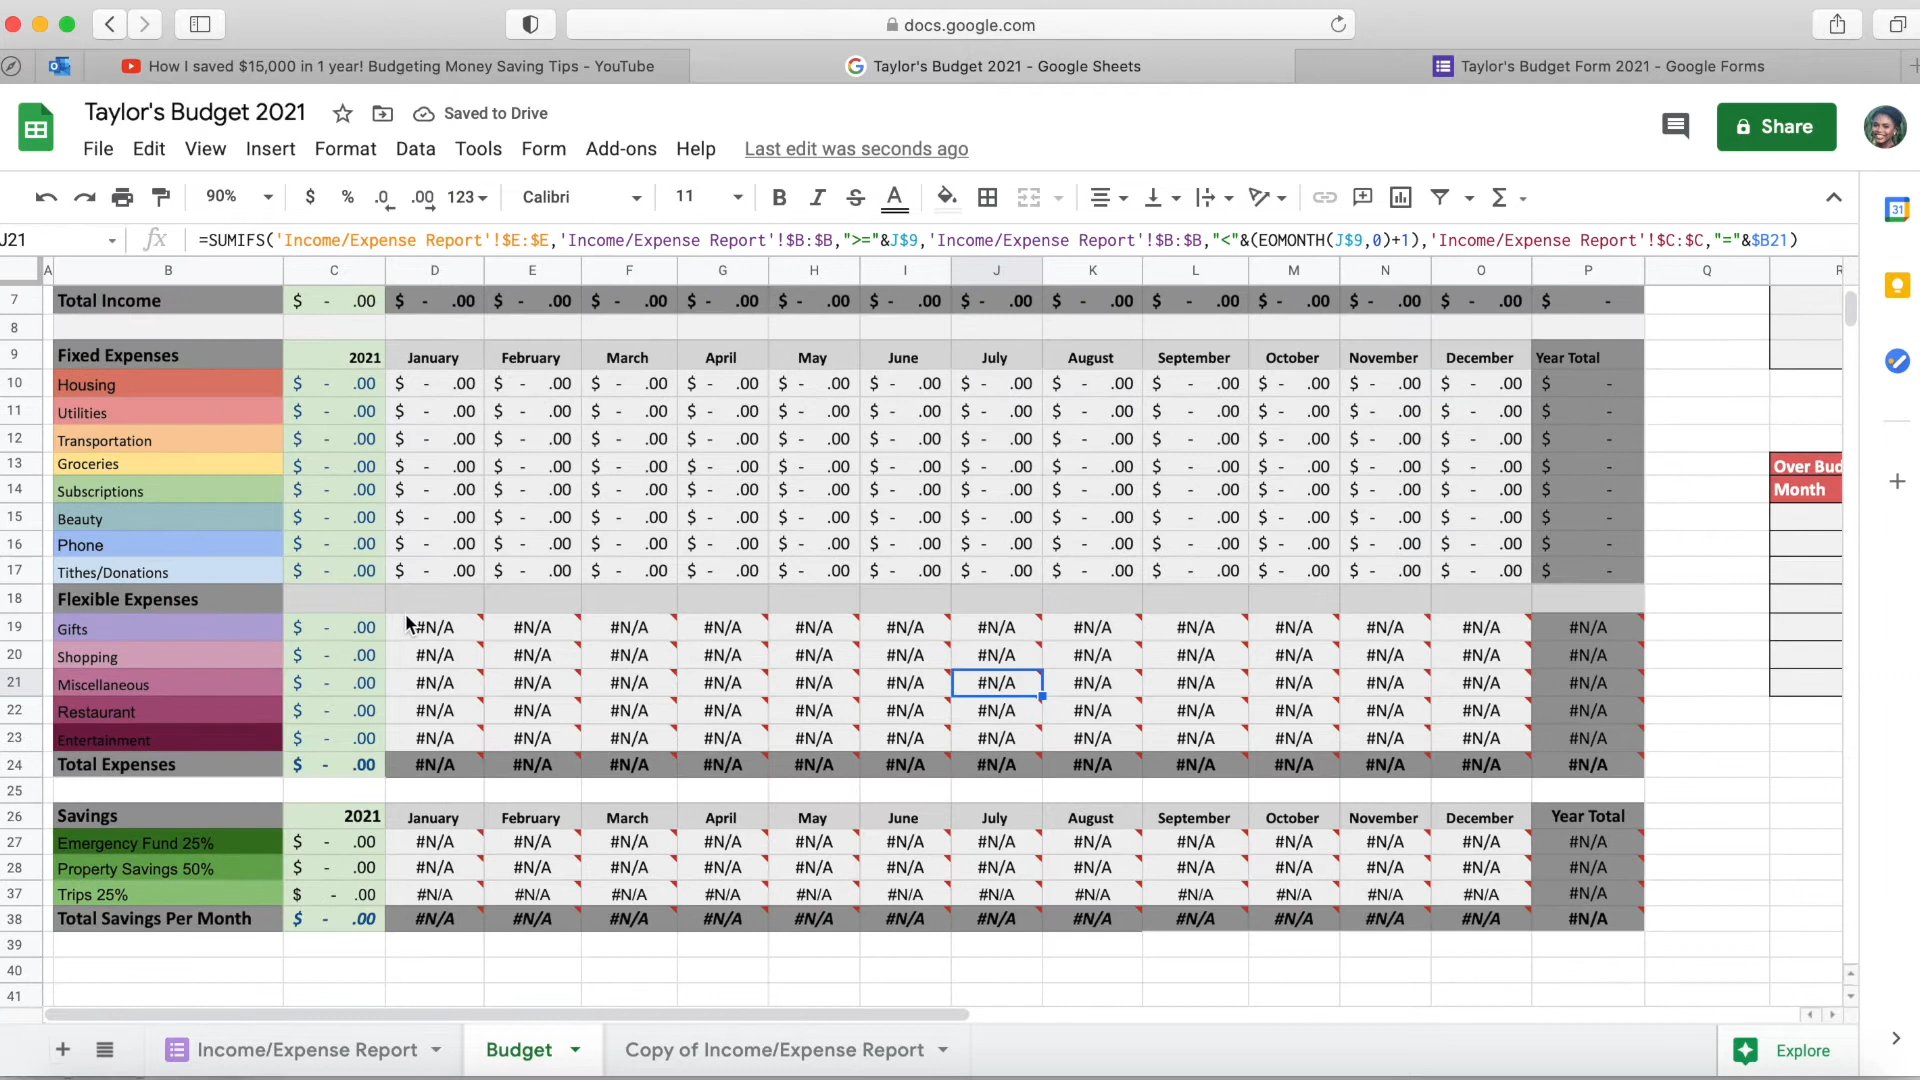 docs.google.com
How I saved $15,000 in 1 year! Budgeting Money Saving Tips - YouTube
Taylor's Budget 2021 - Google Sheets
Taylor's Budget Form 2021 - Google Forms
Taylor's Budget 2021
Saved to Drive
Share
File Edit View Insert Format Data Tools Form Add-ons Help Last edit was seconds ago
90% $ % .0 .00 123 Calibri 11 B I S A
31
J21 fx =SUMIFS('Income/Expense Report'!$E:$E,'Income/Expense Report'!$B:$B,">="&J$9,'Income/Expense Report'!$B:$B,"<"&(EOMONTH(J$9,0)+1),'Income/Expense Report'!$C:$C,"="&$B21)
A B C D E F G H I J K L M N O P Q R
7 Total Income $ - .00 $ - .00 $ - .00 $ - .00 $ - .00 $ - .00 $ - .00 $ - .00 $ - .00 $ - .00 $ - .00 $ - .00 $ - .00 $ -
8
9 Fixed Expenses 2021 January February March April May June July August September October November December Year Total
10 Housing $ - .00 $ - .00 $ - .00 $ - .00 $ - .00 $ - .00 $ - .00 $ - .00 $ - .00 $ - .00 $ - .00 $ - .00 $ - .00 $ -
11 Utilities $ - .00 $ - .00 $ - .00 $ - .00 $ - .00 $ - .00 $ - .00 $ - .00 $ - .00 $ - .00 $ - .00 $ - .00 $ - .00 $ -
12 Transportation $ - .00 $ - .00 $ - .00 $ - .00 $ - .00 $ - .00 $ - .00 $ - .00 $ - .00 $ - .00 $ - .00 $ - .00 $ - .00 $ -
13 Groceries $ - .00 $ - .00 $ - .00 $ - .00 $ - .00 $ - .00 $ - .00 $ - .00 $ - .00 $ - .00 $ - .00 $ - .00 $ - .00 $ - Over Bud
14 Subscriptions $ - .00 $ - .00 $ - .00 $ - .00 $ - .00 $ - .00 $ - .00 $ - .00 $ - .00 $ - .00 $ - .00 $ - .00 $ - .00 $ - Month
15 Beauty $ - .00 $ - .00 $ - .00 $ - .00 $ - .00 $ - .00 $ - .00 $ - .00 $ - .00 $ - .00 $ - .00 $ - .00 $ - .00 $ -
16 Phone $ - .00 $ - .00 $ - .00 $ - .00 $ - .00 $ - .00 $ - .00 $ - .00 $ - .00 $ - .00 $ - .00 $ - .00 $ - .00 $ -
17 Tithes/Donations $ - .00 $ - .00 $ - .00 $ - .00 $ - .00 $ - .00 $ - .00 $ - .00 $ - .00 $ - .00 $ - .00 $ - .00 $ - .00 $ -
18 Flexible Expenses
19 Gifts $ - .00 #N/A #N/A #N/A #N/A #N/A #N/A #N/A #N/A #N/A #N/A #N/A #N/A #N/A
20 Shopping $ - .00 #N/A #N/A #N/A #N/A #N/A #N/A #N/A #N/A #N/A #N/A #N/A #N/A #N/A
21 Miscellaneous $ - .00 #N/A #N/A #N/A #N/A #N/A #N/A #N/A #N/A #N/A #N/A #N/A #N/A #N/A
22 Restaurant $ - .00 #N/A #N/A #N/A #N/A #N/A #N/A #N/A #N/A #N/A #N/A #N/A #N/A #N/A
23 Entertainment $ - .00 #N/A #N/A #N/A #N/A #N/A #N/A #N/A #N/A #N/A #N/A #N/A #N/A #N/A
24 Total Expenses $ - .00 #N/A #N/A #N/A #N/A #N/A #N/A #N/A #N/A #N/A #N/A #N/A #N/A #N/A
25
26 Savings 2021 January February March April May June July August September October November December Year Total
27 Emergency Fund 25% $ - .00 #N/A #N/A #N/A #N/A #N/A #N/A #N/A #N/A #N/A #N/A #N/A #N/A #N/A
28 Property Savings 50% $ - .00 #N/A #N/A #N/A #N/A #N/A #N/A #N/A #N/A #N/A #N/A #N/A #N/A #N/A
37 Trips 25% $ - .00 #N/A #N/A #N/A #N/A #N/A #N/A #N/A #N/A #N/A #N/A #N/A #N/A #N/A
38 Total Savings Per Month $ - .00 #N/A #N/A #N/A #N/A #N/A #N/A #N/A #N/A #N/A #N/A #N/A #N/A #N/A
39
40
41
Income/Expense Report Budget Copy of Income/Expense Report Explore